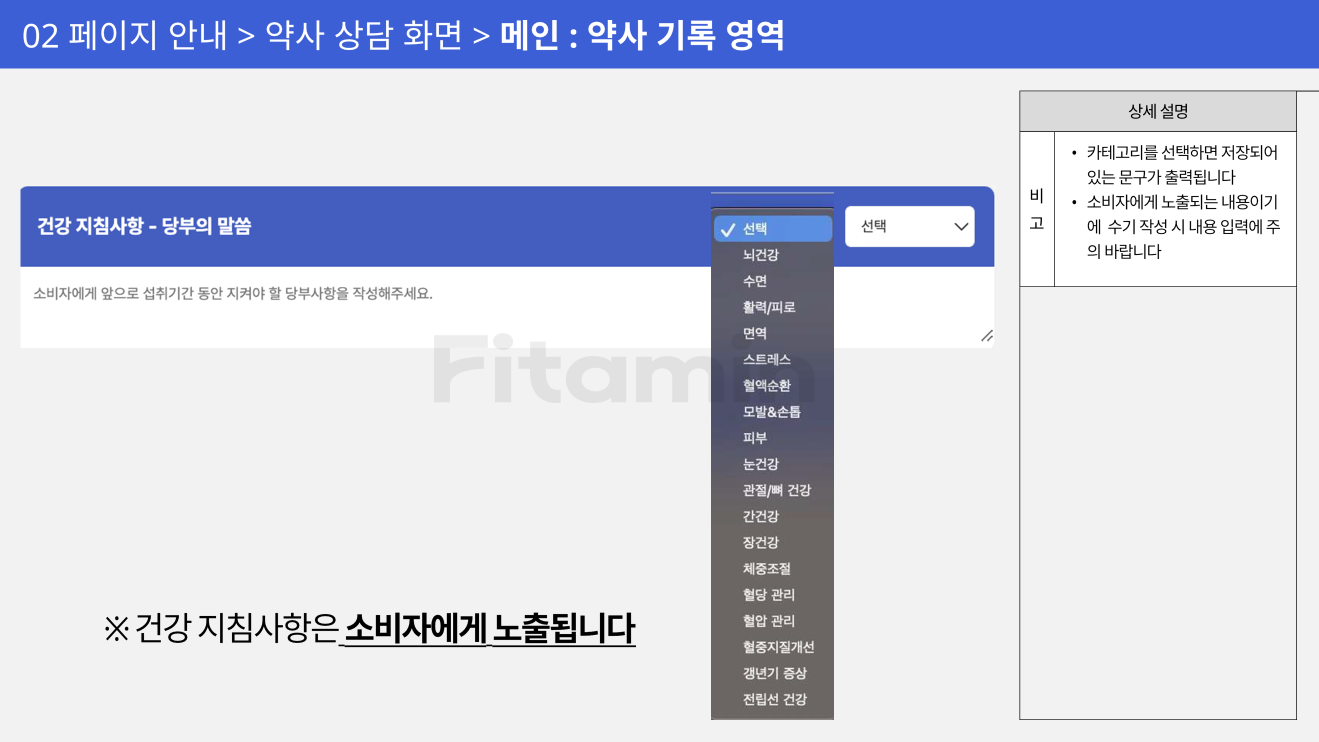 02 페이지 안내 > 약사 상담 화면 > 메인 : 약사 기록 영역
건강 지침사항 - 당부의 말씀
선택
소비자에게 앞으로 섭취기간 동안 지켜야 할 당부사항을 작성해주세요.
선택
뇌건강
수면
활력/피로
면역
스트레스
혈액순환
모발&손톱
피부
눈건강
관절/뼈 건강
간건강
장건강
체중조절
혈당 관리
혈압 관리
혈중지질개선
갱년기 증상
전립선 건강
Fitamin
※ 건강 지침사항은 소비자에게 노출됩니다
상세 설명
비
고
• 카테고리를 선택하면 저장되어
있는 문구가 출력됩니다
• 소비자에게 노출되는 내용이기
에 수기 작성 시 내용 입력에 주
의 바랍니다